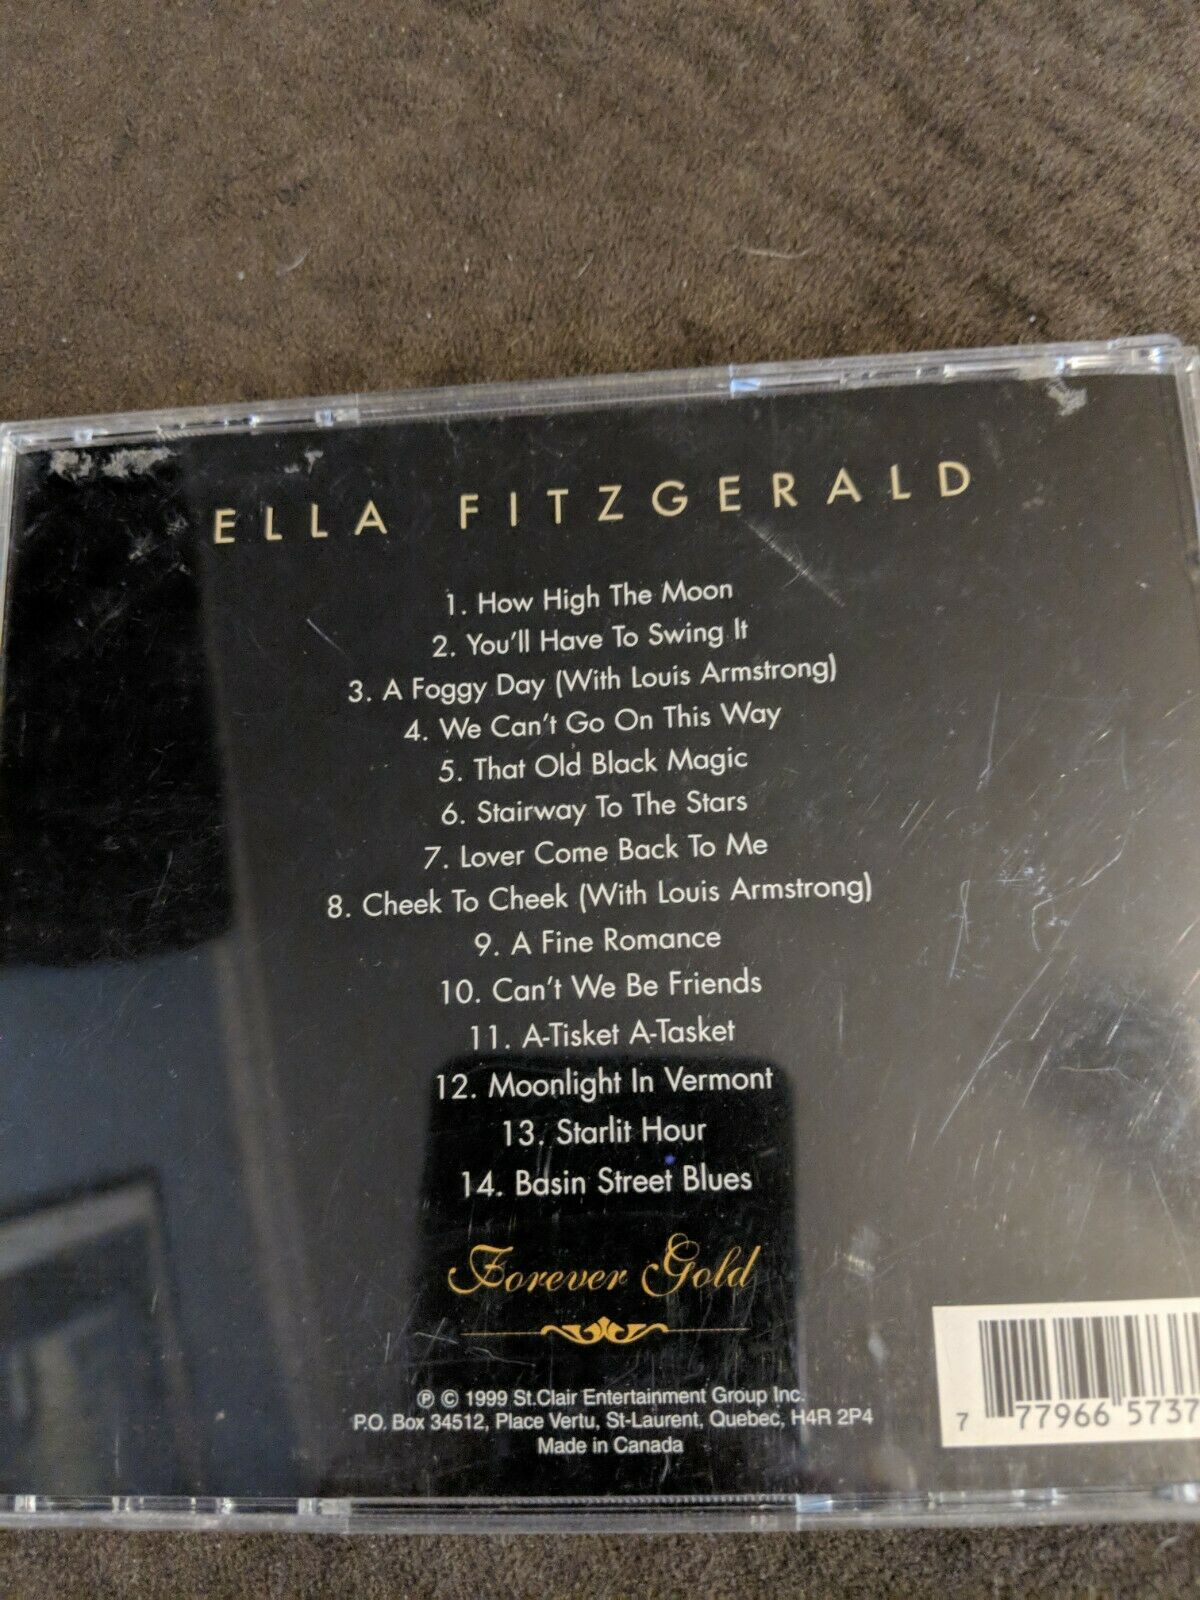 ELLA FITZGERALD
1. How High The Moon
2. You'll Have To Swing It
3. A Foggy Day (With Louis Armstrong)
4. We Can't Go On This Way
5. That Old Black Magic
6. Stairway To The Stars
7. Lover Come Back To Me
8. Cheek To Cheek (With Louis Armstrong)
9. A Fine Romance
10. Can't We Be Friends
11. A-Tisket A-Tasket
12. Moonlight In Vermont
13. Starlit Hour
14. Basin Street Blues
Forever Gold
℗ © 1999 St.Clair Entertainment Group Inc.
P.O. Box 34512, Place Vertu, St-Laurent, Quebec, H4R 2P4
Made in Canada
7 77966 5737